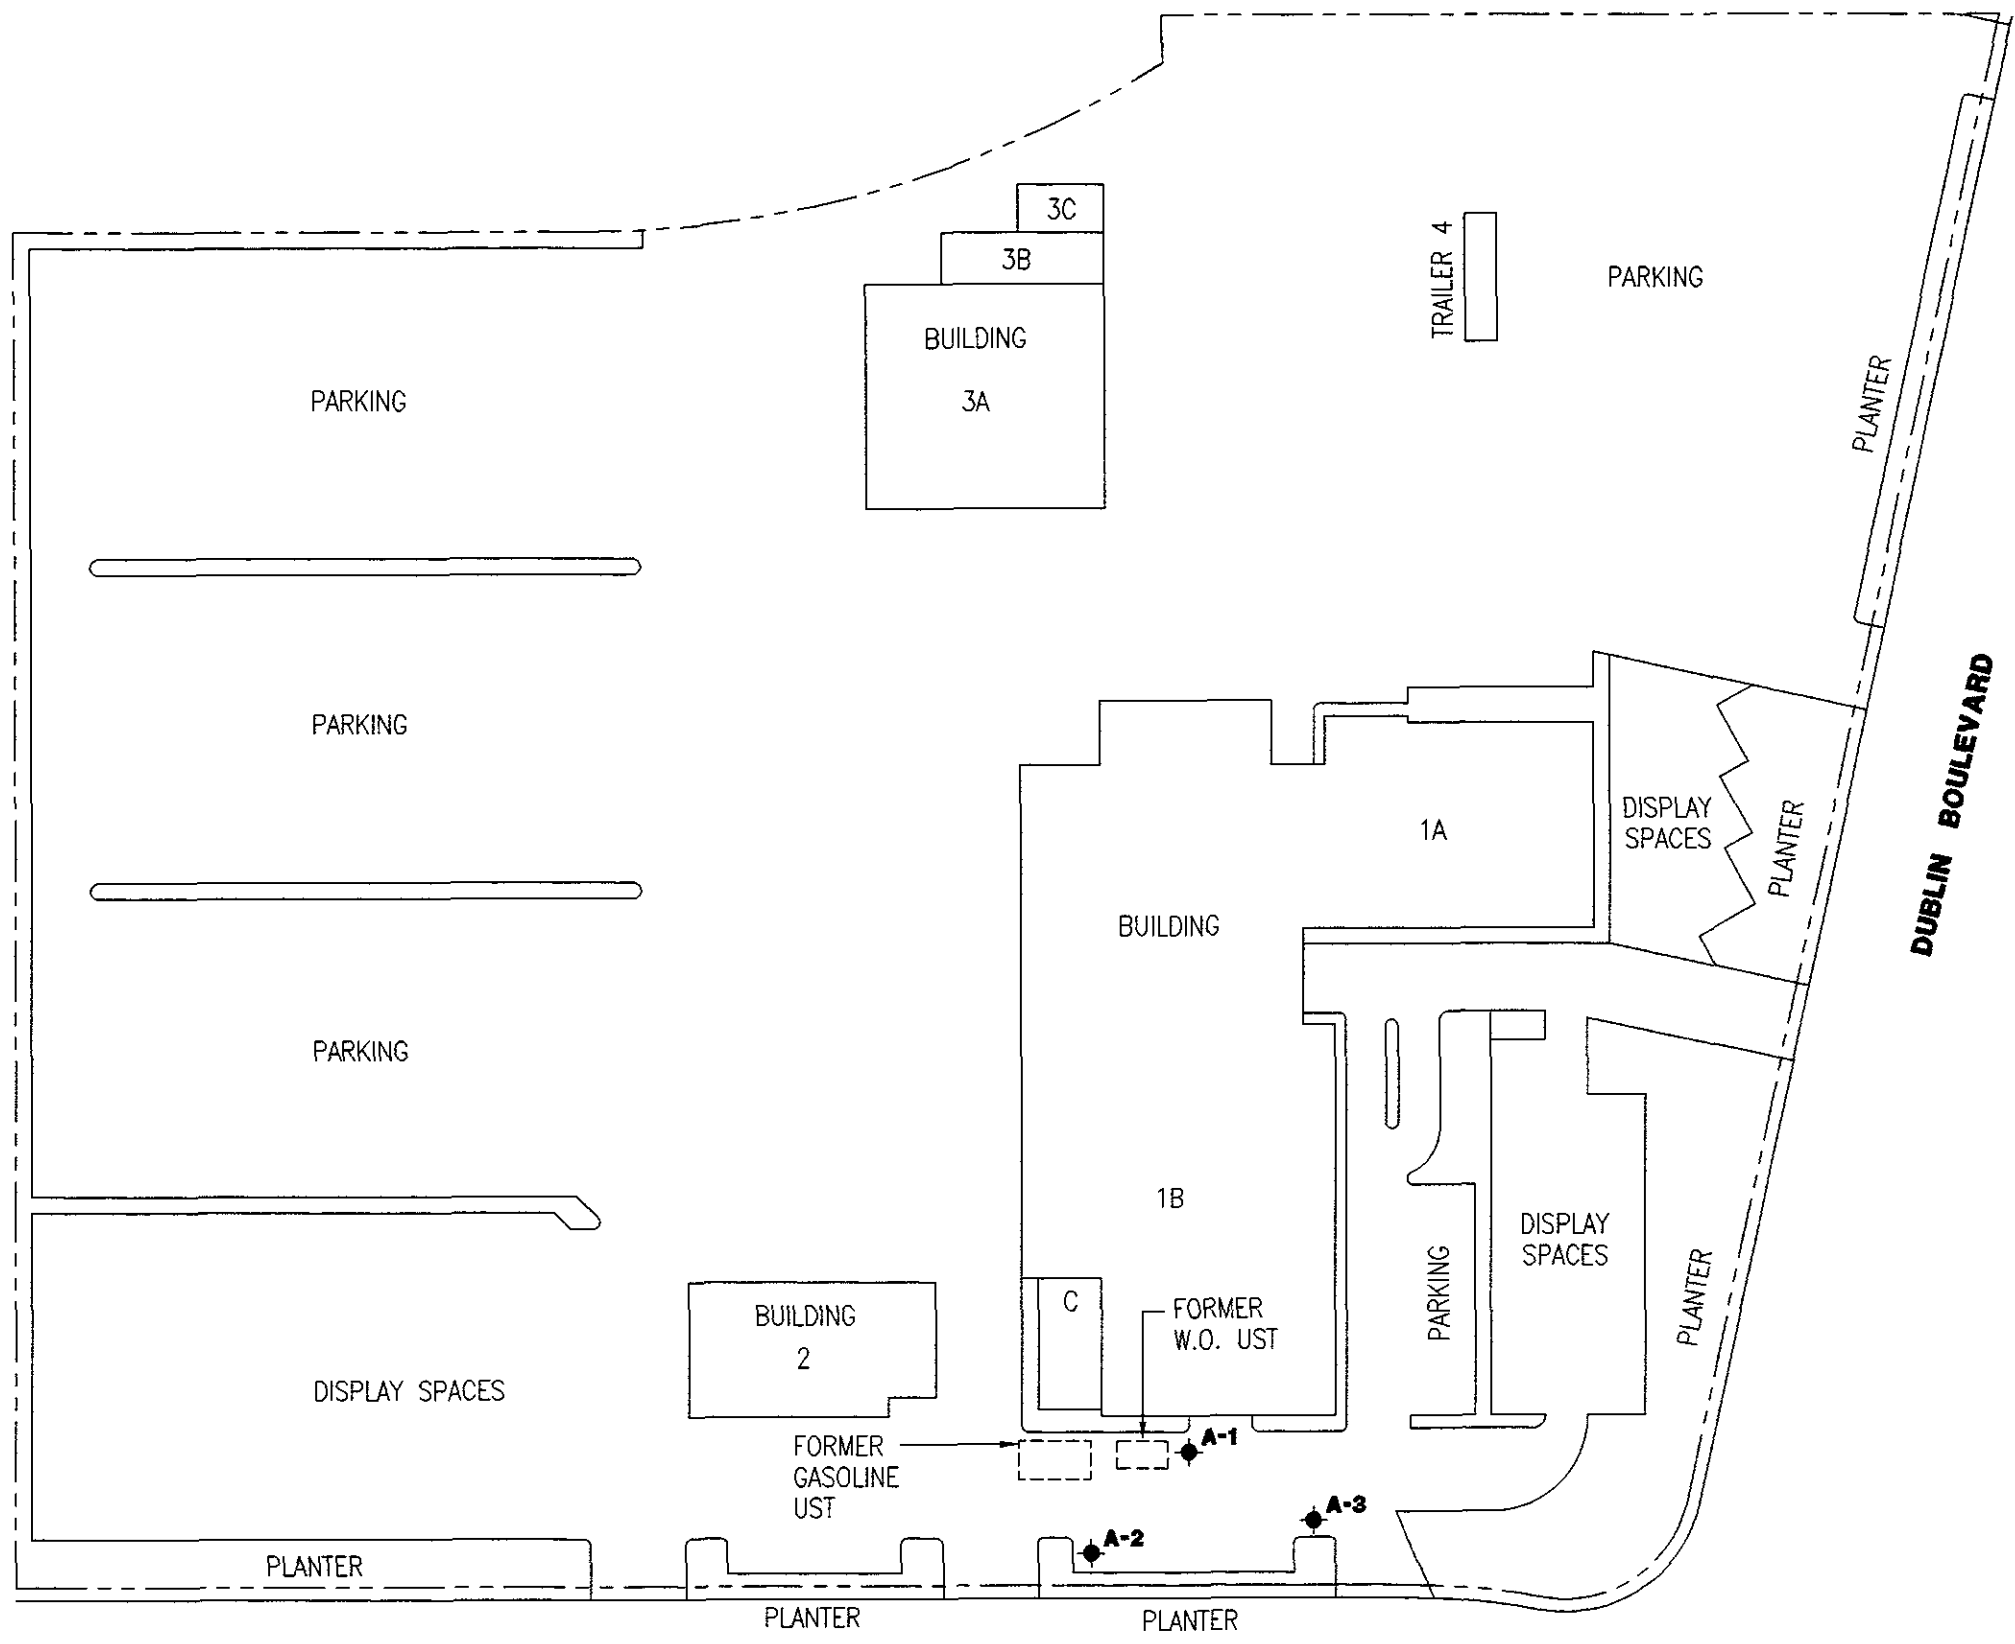 3C
3B
BUILDING
3A
TRAILER 4
PARKING
PARKING
PLANTER
PARKING
DISPLAY
SPACES
PLANTER
DUBLIN BOULEVARD
1A
BUILDING
PARKING
1B
DISPLAY
SPACES
PARKING
PLANTER
C
FORMER
W.O. UST
BUILDING
2
DISPLAY SPACES
FORMER
GASOLINE
UST
A-1
A-2
A-3
PLANTER
PLANTER
PLANTER